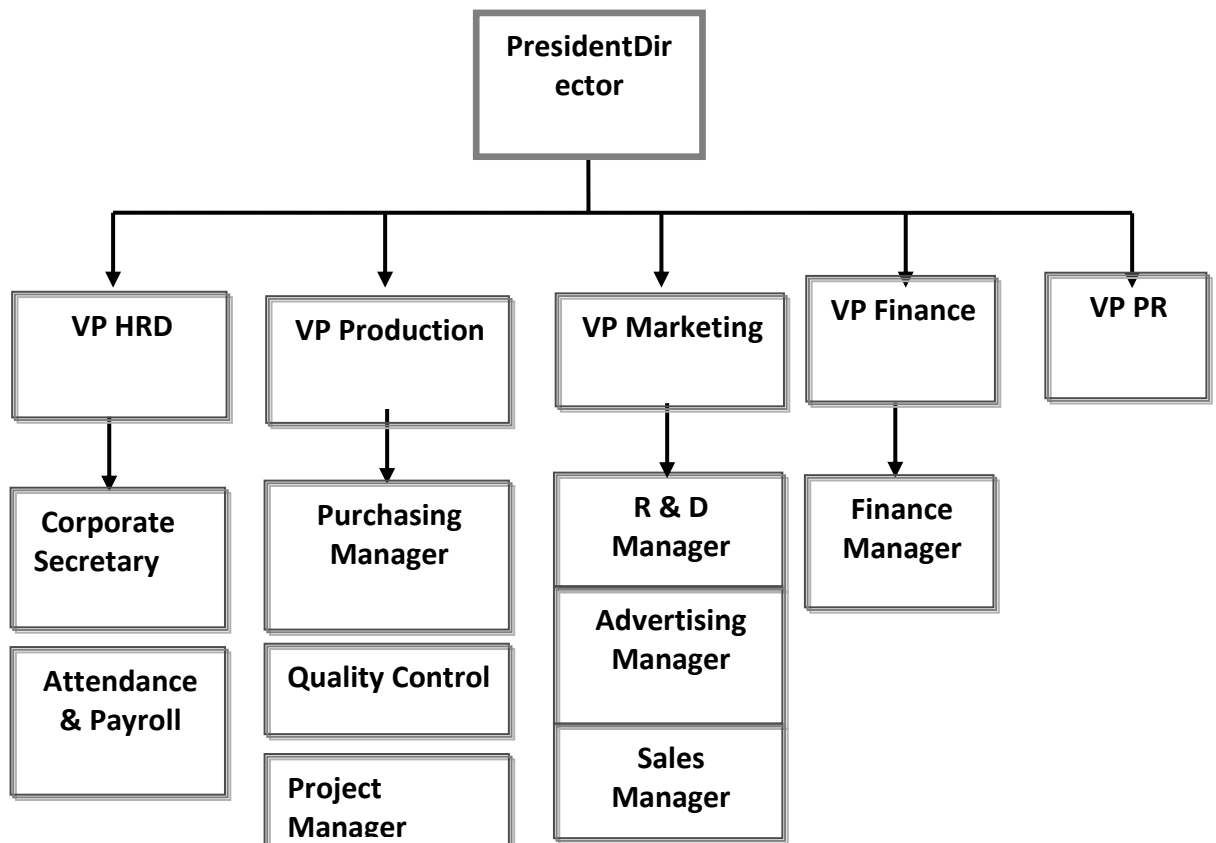 PresidentDir
ector
VP HRD
VP Production
VP Marketing
VP Finance
VP PR
Corporate
Secretary
Purchasing
Manager
R & D
Manager
Finance
Manager
Attendance
& Payroll
Quality Control
Advertising
Manager
Project
Manager
Sales
Manager